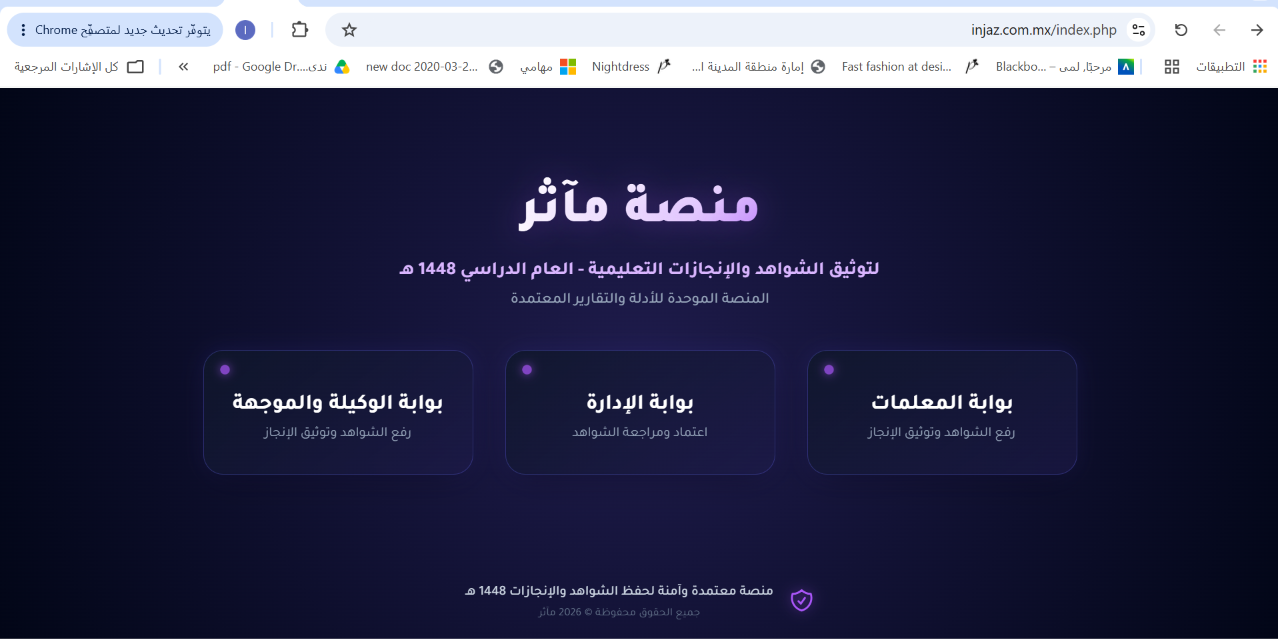 يتوفّر تحديث جديد لمتصفّح Chrome
I
injaz.com.mx/index.php
التطبيقات
مرحبًا, لمى – Blackbo...
Fast fashion at desi...
إمارة منطقة المدينة ا...
Nightdress
مهامي
new doc 2020-03-2...
ندى....pdf - Google Dr
كل الإشارات المرجعية
منصة مآثر
لتوثيق الشواهد والإنجازات التعليمية - العام الدراسي 1448 هـ
المنصة الموحدة للأدلة والتقارير المعتمدة
بوابة المعلمات
رفع الشواهد وتوثيق الإنجاز
بوابة الإدارة
اعتماد ومراجعة الشواهد
بوابة الوكيلة والموجهة
رفع الشواهد وتوثيق الإنجاز
منصة معتمدة وآمنة لحفظ الشواهد والإنجازات 1448 هـ
جميع الحقوق محفوظة © 2026 مآثر